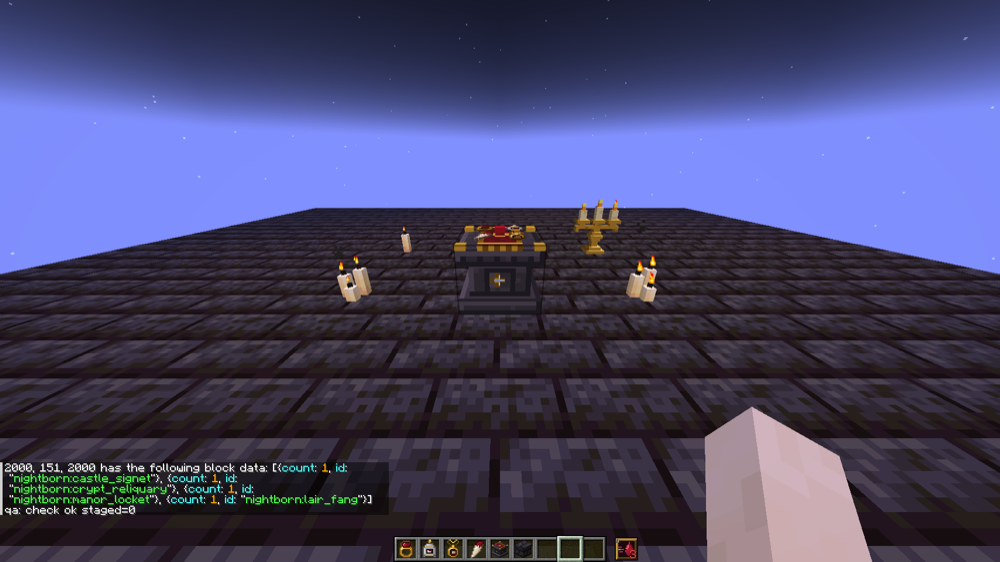 2000, 151, 2000 has the following block data: [{count: 1, id:
"nightborn:castle_signet"}, {count: 1, id:
"nightborn:crypt_reliquary"}, {count: 1, id:
"nightborn:manor_locket"}, {count: 1, id: "nightborn:lair_fang"}]
qa: check ok staged=0
3